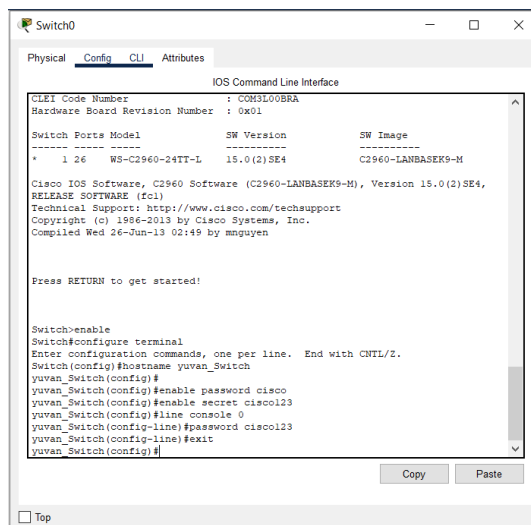 Switch0
Physical Config CLI Attributes
IOS Command Line Interface
CLEI Code Number : COM3L00BRA
Hardware Board Revision Number : 0x01
Switch Ports Model SW Version SW Image
------ ----- ----- ---------- ----------
* 1 26 WS-C2960-24TT-L 15.0(2)SE4 C2960-LANBASEK9-M
Cisco IOS Software, C2960 Software (C2960-LANBASEK9-M), Version 15.0(2)SE4,
RELEASE SOFTWARE (fc1)
Technical Support: http://www.cisco.com/techsupport
Copyright (c) 1986-2013 by Cisco Systems, Inc.
Compiled Wed 26-Jun-13 02:49 by mnguyen
Press RETURN to get started!
Switch>enable
Switch#configure terminal
Enter configuration commands, one per line. End with CNTL/Z.
Switch(config)#hostname yuvan_Switch
yuvan_Switch(config)#
yuvan_Switch(config)#enable password cisco
yuvan_Switch(config)#enable secret cisco123
yuvan_Switch(config)#line console 0
yuvan_Switch(config-line)#password cisco123
yuvan_Switch(config-line)#exit
yuvan_Switch(config)#
Copy Paste
Top